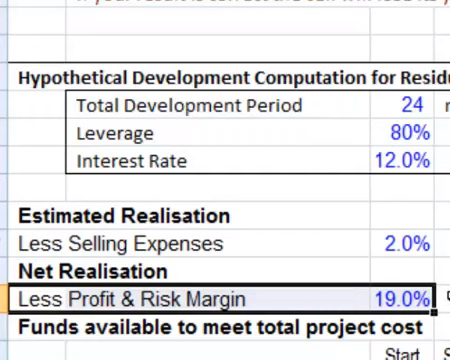 Hypothetical Development Computation for
Total Development Period 24
Leverage 80%
Interest Rate 12.0%
Estimated Realisation
Less Selling Expenses 2.0%
Net Realisation
Less Profit & Risk Margin 19.0%
Funds available to meet total project cost
Start